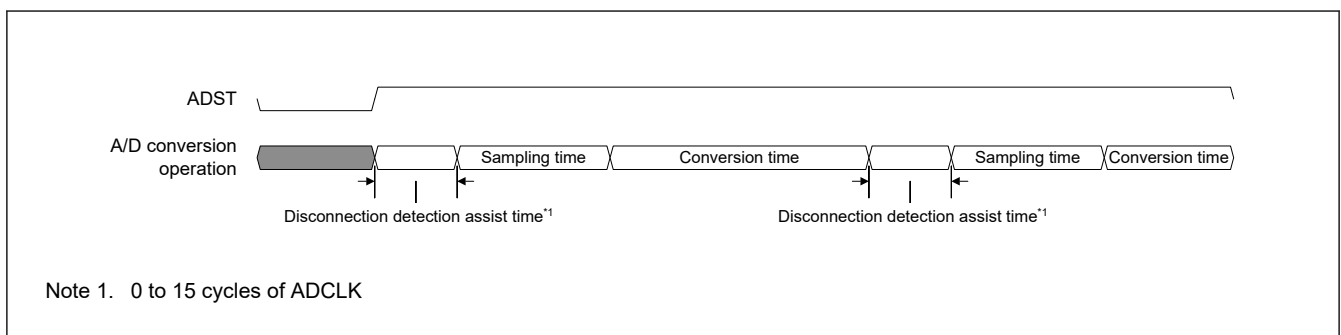 ADST
A/D conversion
operation
Sampling time
Conversion time
Sampling time
Conversion time
Disconnection detection assist time*1
Disconnection detection assist time*1
Note 1. 0 to 15 cycles of ADCLK